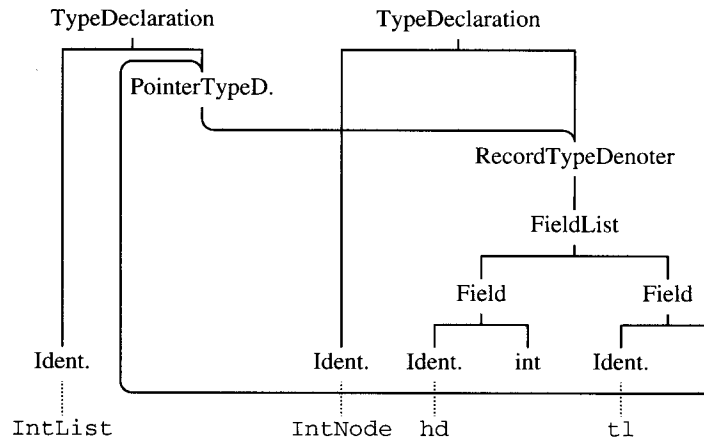 TypeDeclaration TypeDeclaration
PointerTypeD.
RecordTypeDenoter
FieldList
Field Field
Ident. Ident. Ident. int Ident.
IntList IntNode hd tl